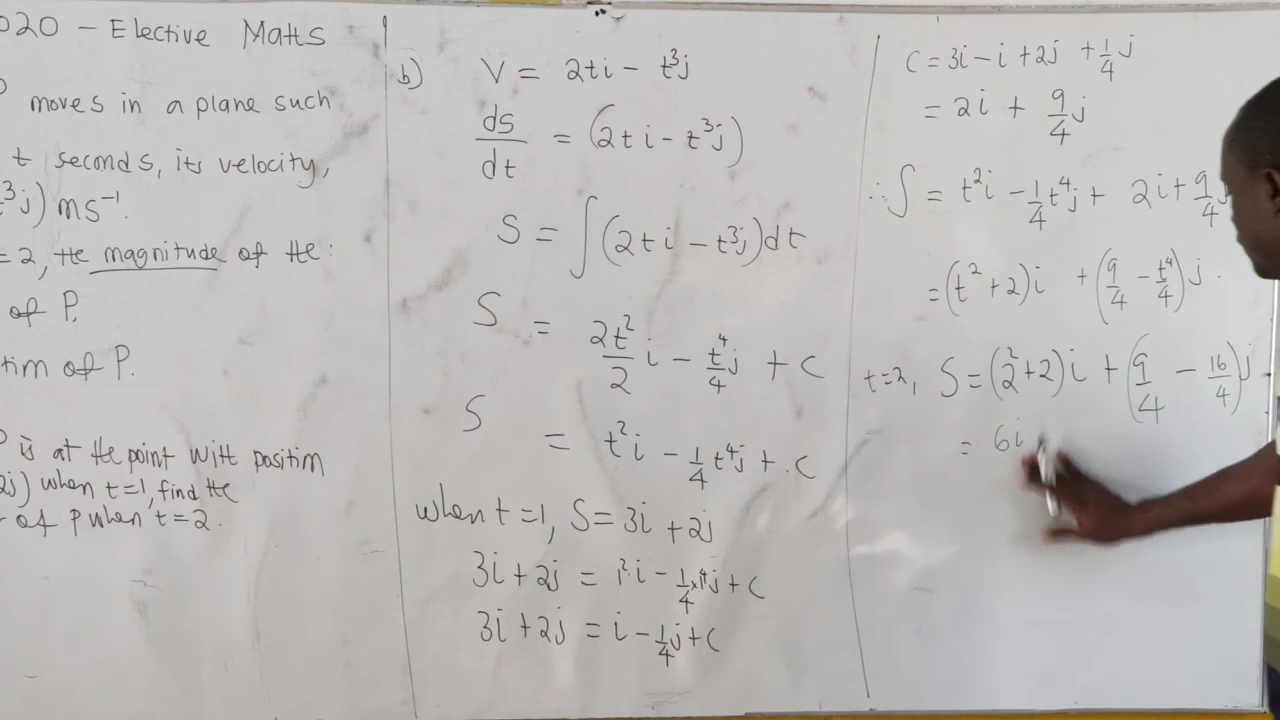 020 - Elective Maths
moves in a plane such
t seconds, its velocity,
t³j) ms⁻¹.
= 2, the magnitude of the:
of P.
of P.
P is at the point with position
2j) when t=1, find the
of P when t=2.
b) V = 2ti - t³j
ds/dt = (2ti - t³j)
S = ∫(2ti - t³j)dt
S = 2t²/2 i - t⁴/4 j + C
S = t²i - 1/4 t⁴j + C
when t=1, S=3i+2j
3i+2j = 1²i - 1/4×1⁴j + C
3i+2j = i - 1/4 j + C
C = 3i - i + 2j + 1/4 j
= 2i + 9/4 j
∴ S = t²i - 1/4 t⁴j + 2i + 9/4 j
= (t²+2)i + (9/4 - t⁴/4)j.
t=2, S = (2²+2)i + (9/4 - 16/4)j
= 6i